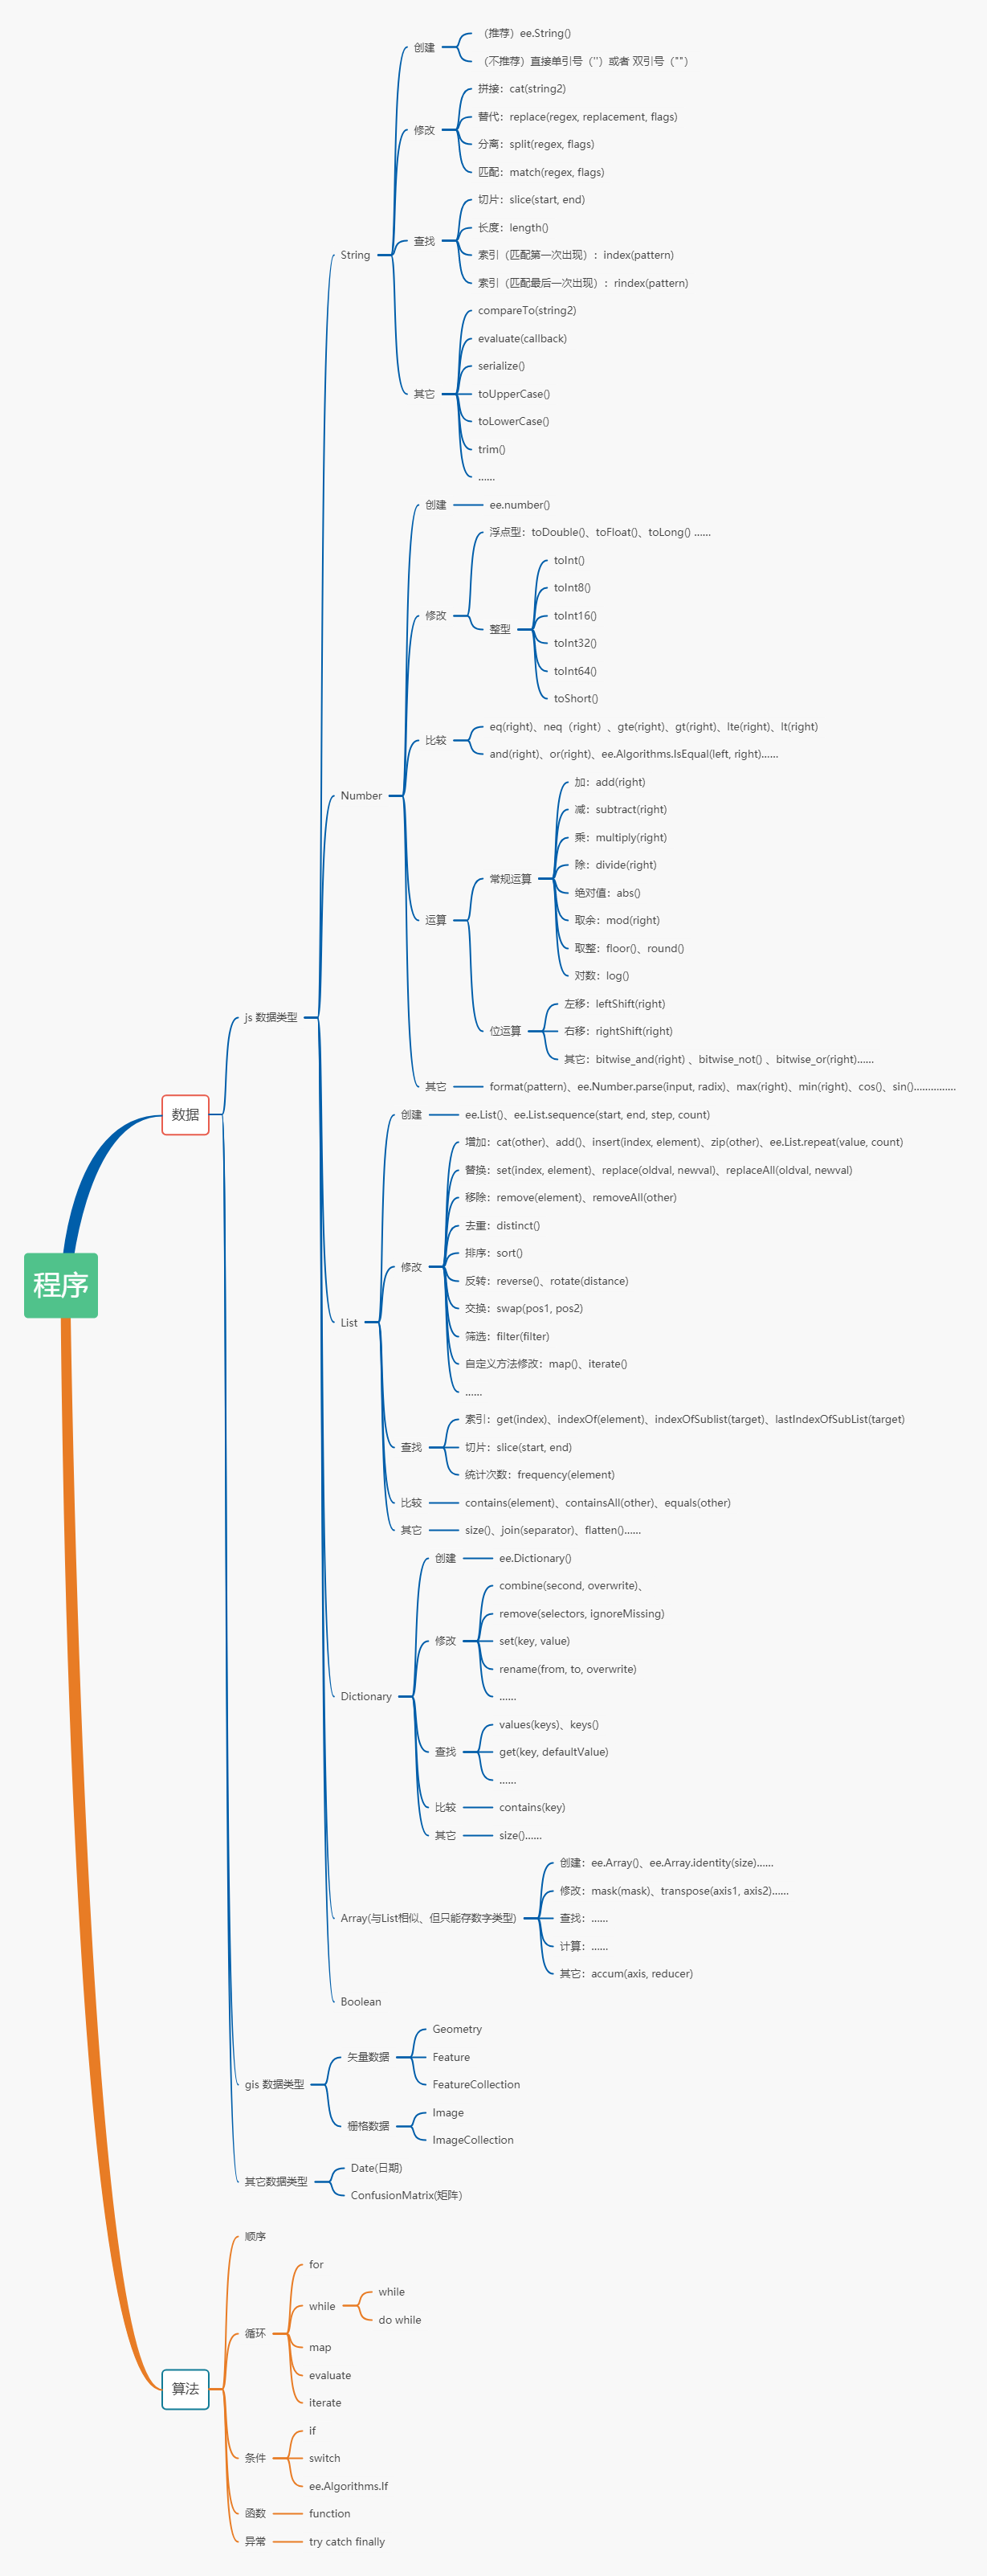 程序
数据
js 数据类型
String
创建
（推荐）ee.String()
（不推荐）直接单引号（''）或者 双引号（""）
修改
拼接：cat(string2)
替代：replace(regex, replacement, flags)
分离：split(regex, flags)
匹配：match(regex, flags)
查找
切片：slice(start, end)
长度：length()
索引（匹配第一次出现）：index(pattern)
索引（匹配最后一次出现）：rindex(pattern)
其它
compareTo(string2)
evaluate(callback)
serialize()
toUpperCase()
toLowerCase()
trim()
……
Number
创建
ee.number()
修改
浮点型：toDouble()、toFloat()、toLong() ……
整型
toInt()
toInt8()
toInt16()
toInt32()
toInt64()
toShort()
比较
eq(right)、neq（right）、gte(right)、gt(right)、lte(right)、lt(right)
and(right)、or(right)、ee.Algorithms.IsEqual(left, right)……
运算
常规运算
加：add(right)
减：subtract(right)
乘：multiply(right)
除：divide(right)
绝对值：abs()
取余：mod(right)
取整：floor()、round()
对数：log()
位运算
左移：leftShift(right)
右移：rightShift(right)
其它：bitwise_and(right) 、bitwise_not() 、bitwise_or(right)……
其它
format(pattern)、ee.Number.parse(input, radix)、max(right)、min(right)、cos()、sin()……………
List
创建
ee.List()、ee.List.sequence(start, end, step, count)
修改
增加：cat(other)、add()、insert(index, element)、zip(other)、ee.List.repeat(value, count)
替换：set(index, element)、replace(oldval, newval)、replaceAll(oldval, newval)
移除：remove(element)、removeAll(other)
去重：distinct()
排序：sort()
反转：reverse()、rotate(distance)
交换：swap(pos1, pos2)
筛选：filter(filter)
自定义方法修改：map()、iterate()
……
查找
索引：get(index)、indexOf(element)、indexOfSublist(target)、lastIndexOfSubList(target)
切片：slice(start, end)
统计次数：frequency(element)
比较
contains(element)、containsAll(other)、equals(other)
其它
size()、join(separator)、flatten()……
Dictionary
创建
ee.Dictionary()
修改
combine(second, overwrite)、
remove(selectors, ignoreMissing)
set(key, value)
rename(from, to, overwrite)
……
查找
values(keys)、keys()
get(key, defaultValue)
……
比较
contains(key)
其它
size()……
Array(与List相似、但只能存数字类型)
创建：ee.Array()、ee.Array.identity(size)……
修改：mask(mask)、transpose(axis1, axis2)……
查找：……
计算：……
其它：accum(axis, reducer)
Boolean
gis 数据类型
矢量数据
Geometry
Feature
FeatureCollection
栅格数据
Image
ImageCollection
其它数据类型
Date(日期)
ConfusionMatrix(矩阵)
算法
顺序
循环
for
while
while
do while
map
evaluate
iterate
条件
if
switch
ee.Algorithms.If
函数
function
异常
try catch finally